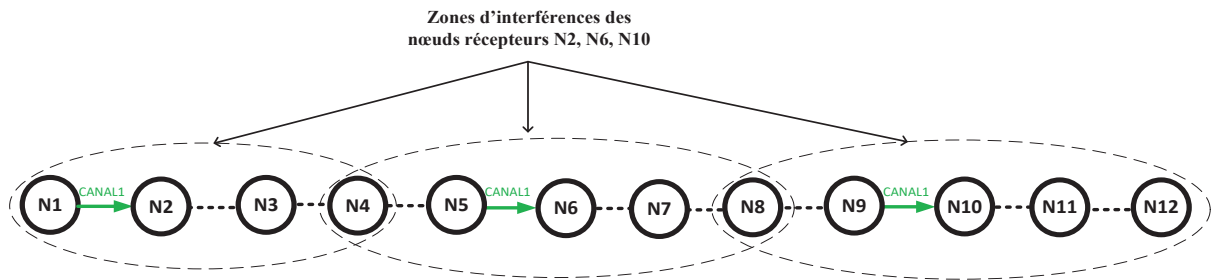 Zones d’interférences des
nœuds récepteurs N2, N6, N10
N1 CANAL1 N2 N3 N4 N5 CANAL1 N6 N7 N8 N9 CANAL1 N10 N11 N12